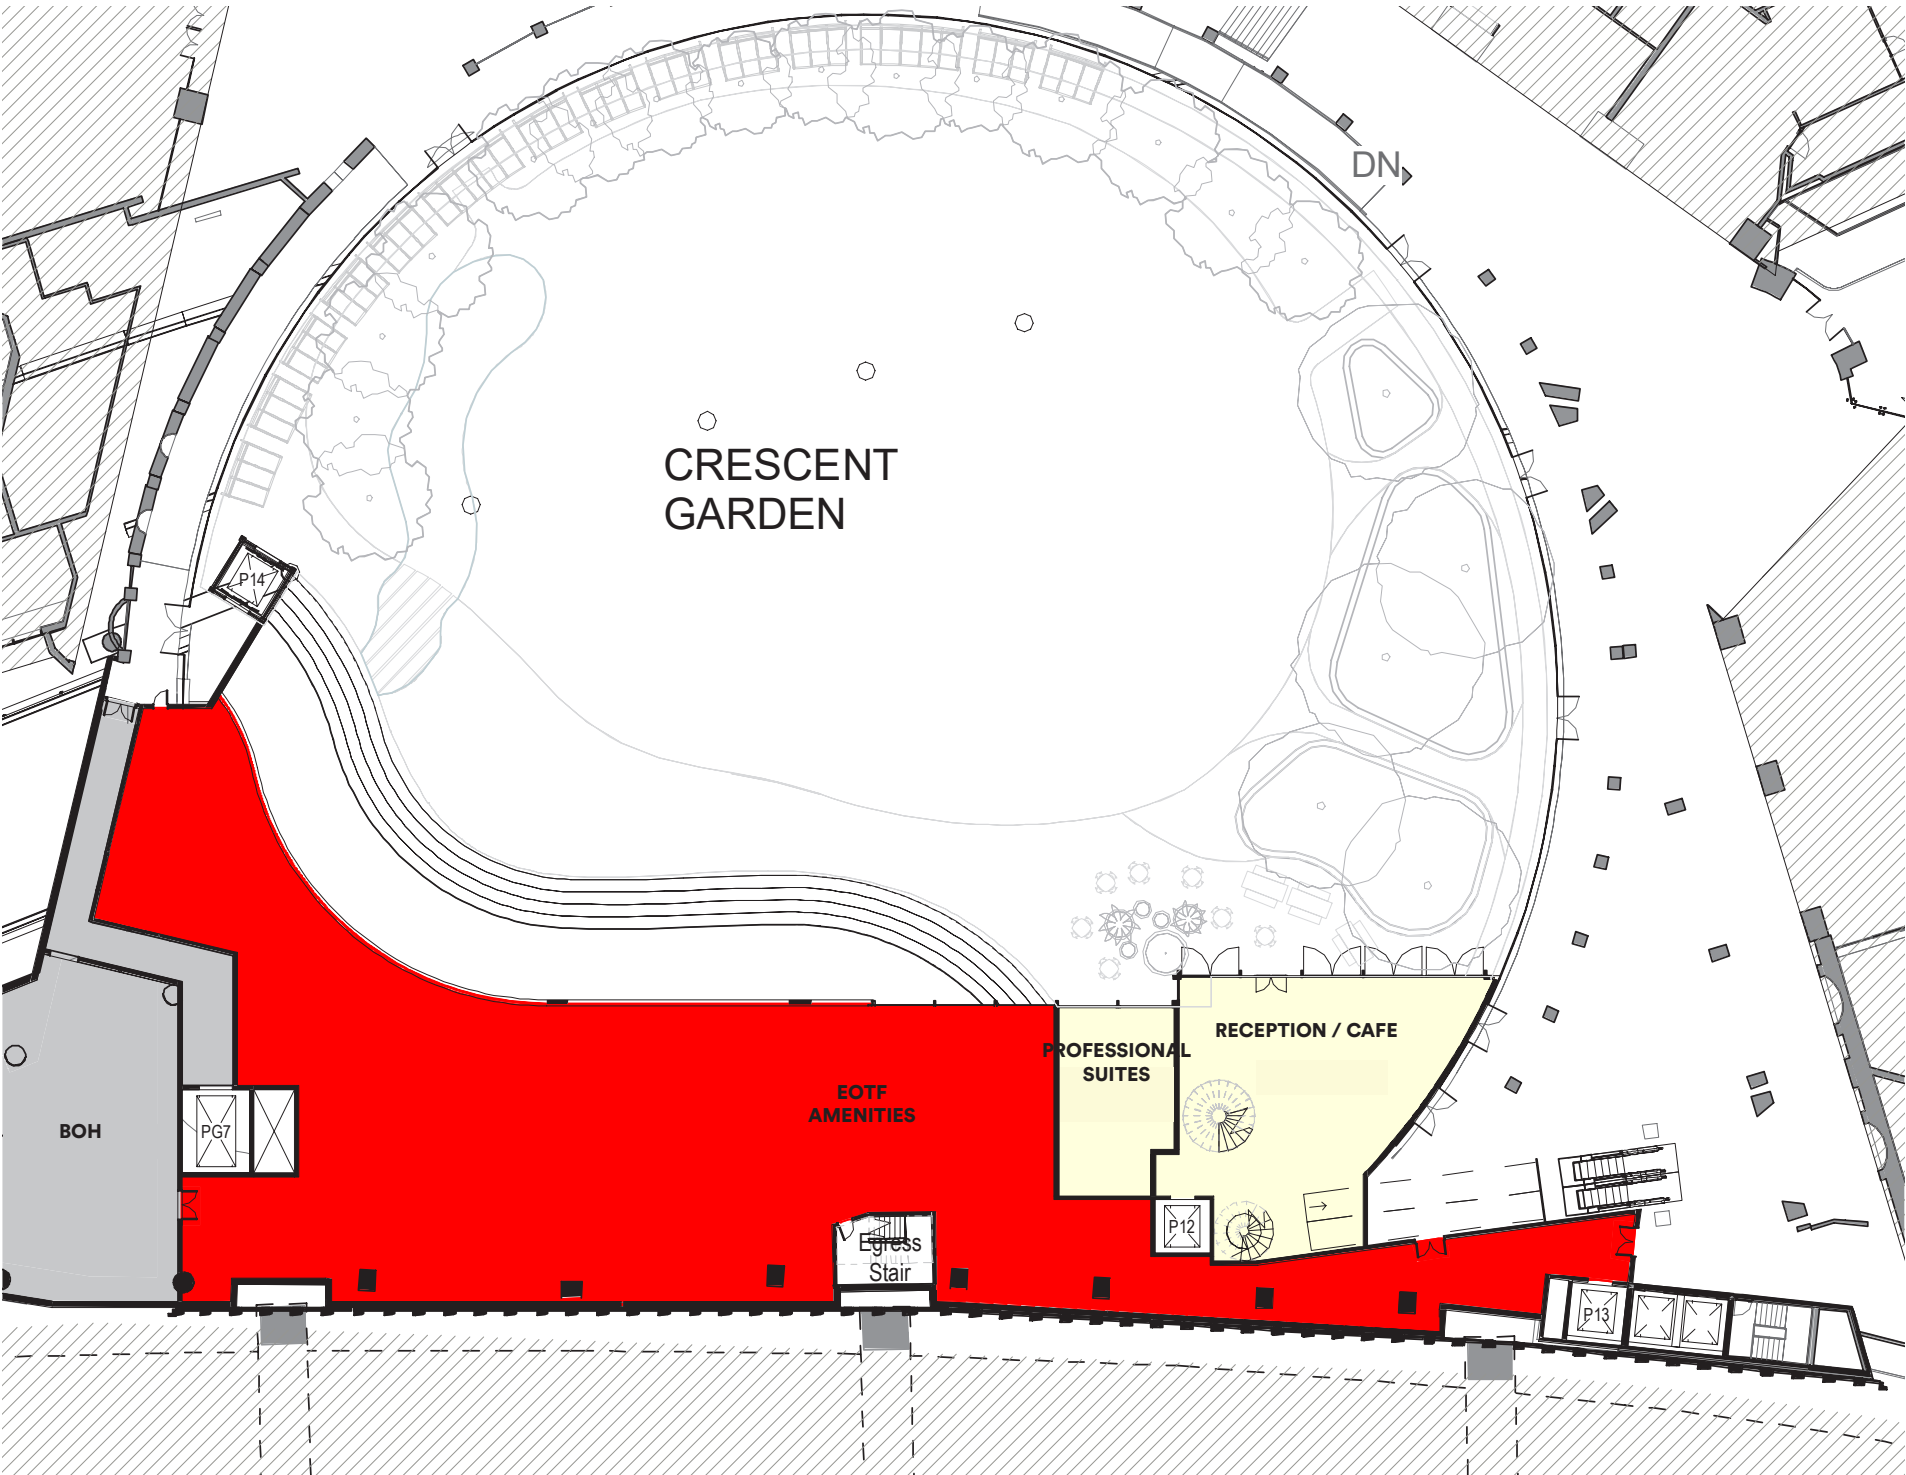 DN
CRESCENT
GARDEN
P14
RECEPTION / CAFE
PROFESSIONAL
SUITES
EOTF
AMENITIES
BOH
PG7
P12
Egress
Stair
P13